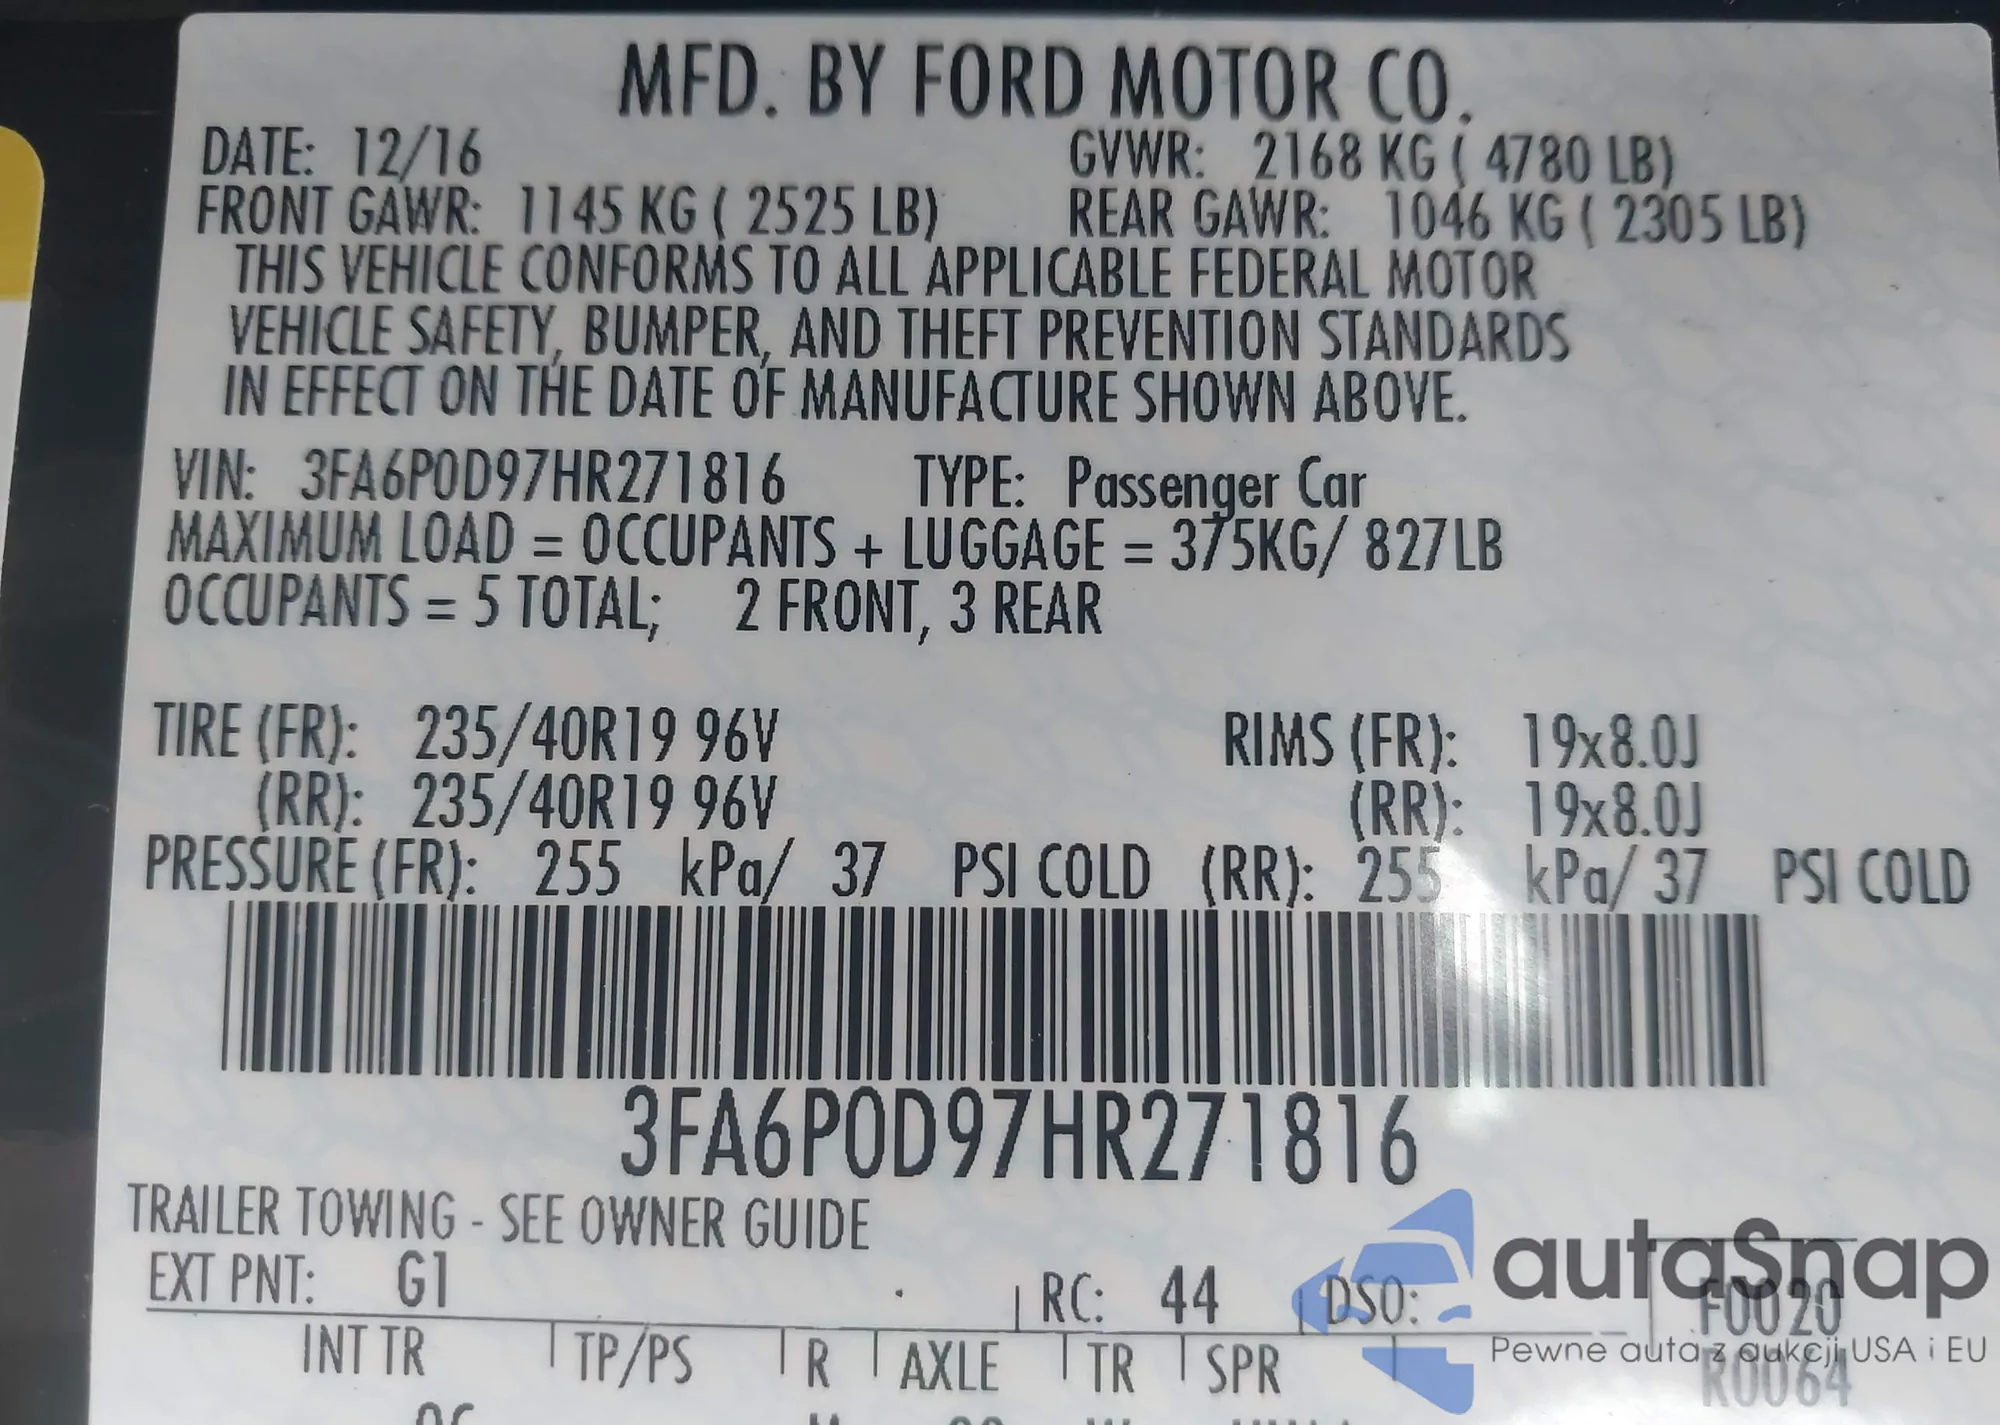 MFD. BY FORD MOTOR CO.
DATE: 12/16 GVWR: 2168 KG ( 4780 LB)
FRONT GAWR: 1145 KG ( 2525 LB) REAR GAWR: 1046 KG ( 2305 LB)
THIS VEHICLE CONFORMS TO ALL APPLICABLE FEDERAL MOTOR
VEHICLE SAFETY, BUMPER, AND THEFT PREVENTION STANDARDS
IN EFFECT ON THE DATE OF MANUFACTURE SHOWN ABOVE.
VIN: 3FA6P0D97HR271816 TYPE: Passenger Car
MAXIMUM LOAD = OCCUPANTS + LUGGAGE = 375KG/ 827LB
OCCUPANTS = 5 TOTAL; 2 FRONT, 3 REAR
TIRE (FR): 235/40R19 96V RIMS (FR): 19x8.0J
(RR): 235/40R19 96V (RR): 19x8.0J
PRESSURE (FR): 255 kPa/ 37 PSI COLD (RR): 255 kPa/ 37 PSI COLD
3FA6P0D97HR271816
TRAILER TOWING - SEE OWNER GUIDE
EXT PNT: G1 RC: 44 DSO: F0020
INT TR TP/PS R AXLE TR SPR R0064
autaSnap
Pewne auta z aukcji USA i EU